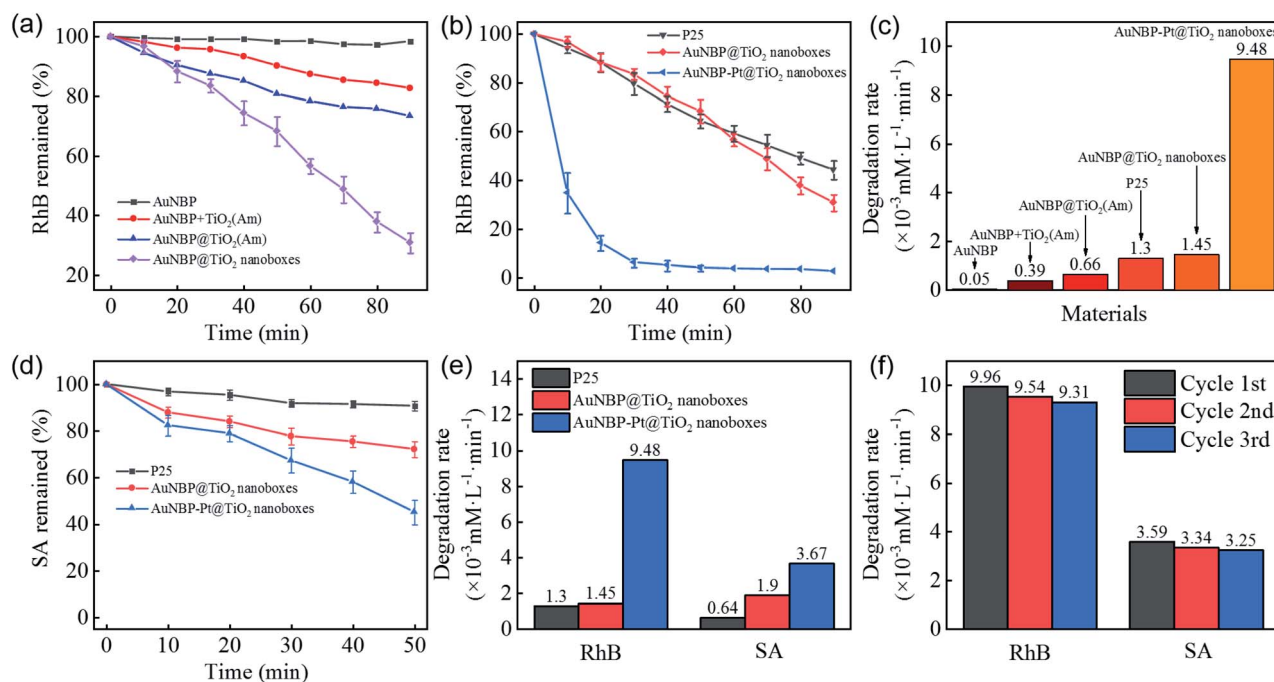 (a)
100
80
60
40
20
RhB remained (%)
AuNBP
AuNBP+TiO₂(Am)
AuNBP@TiO₂(Am)
AuNBP@TiO₂ nanoboxes
0 20 40 60 80
Time (min)
(b)
100
80
60
40
20
0
RhB remained (%)
P25
AuNBP@TiO₂ nanoboxes
AuNBP-Pt@TiO₂ nanoboxes
0 20 40 60 80
Time (min)
(c)
10
8
6
4
2
0
Degradation rate
(×10⁻³mM·L⁻¹·min⁻¹)
AuNBP-Pt@TiO₂ nanoboxes
9.48
AuNBP@TiO₂ nanoboxes
P25
AuNBP@TiO₂(Am)
AuNBP+TiO₂(Am)
AuNBP
0.05 0.39 0.66 1.3 1.45
Materials
(d)
100
80
60
40
20
0
SA remained (%)
P25
AuNBP@TiO₂ nanoboxes
AuNBP-Pt@TiO₂ nanoboxes
0 10 20 30 40 50
Time (min)
(e)
14
12
10
8
6
4
2
0
Degradation rate
(×10⁻³mM·L⁻¹·min⁻¹)
P25
AuNBP@TiO₂ nanoboxes
AuNBP-Pt@TiO₂ nanoboxes
9.48
3.67
1.3 1.45 0.64 1.9
RhB SA
(f)
10
8
6
4
2
0
Degradation rate
(×10⁻³mM·L⁻¹·min⁻¹)
9.96 9.54 9.31
Cycle 1st
Cycle 2nd
Cycle 3rd
3.59 3.34 3.25
RhB SA